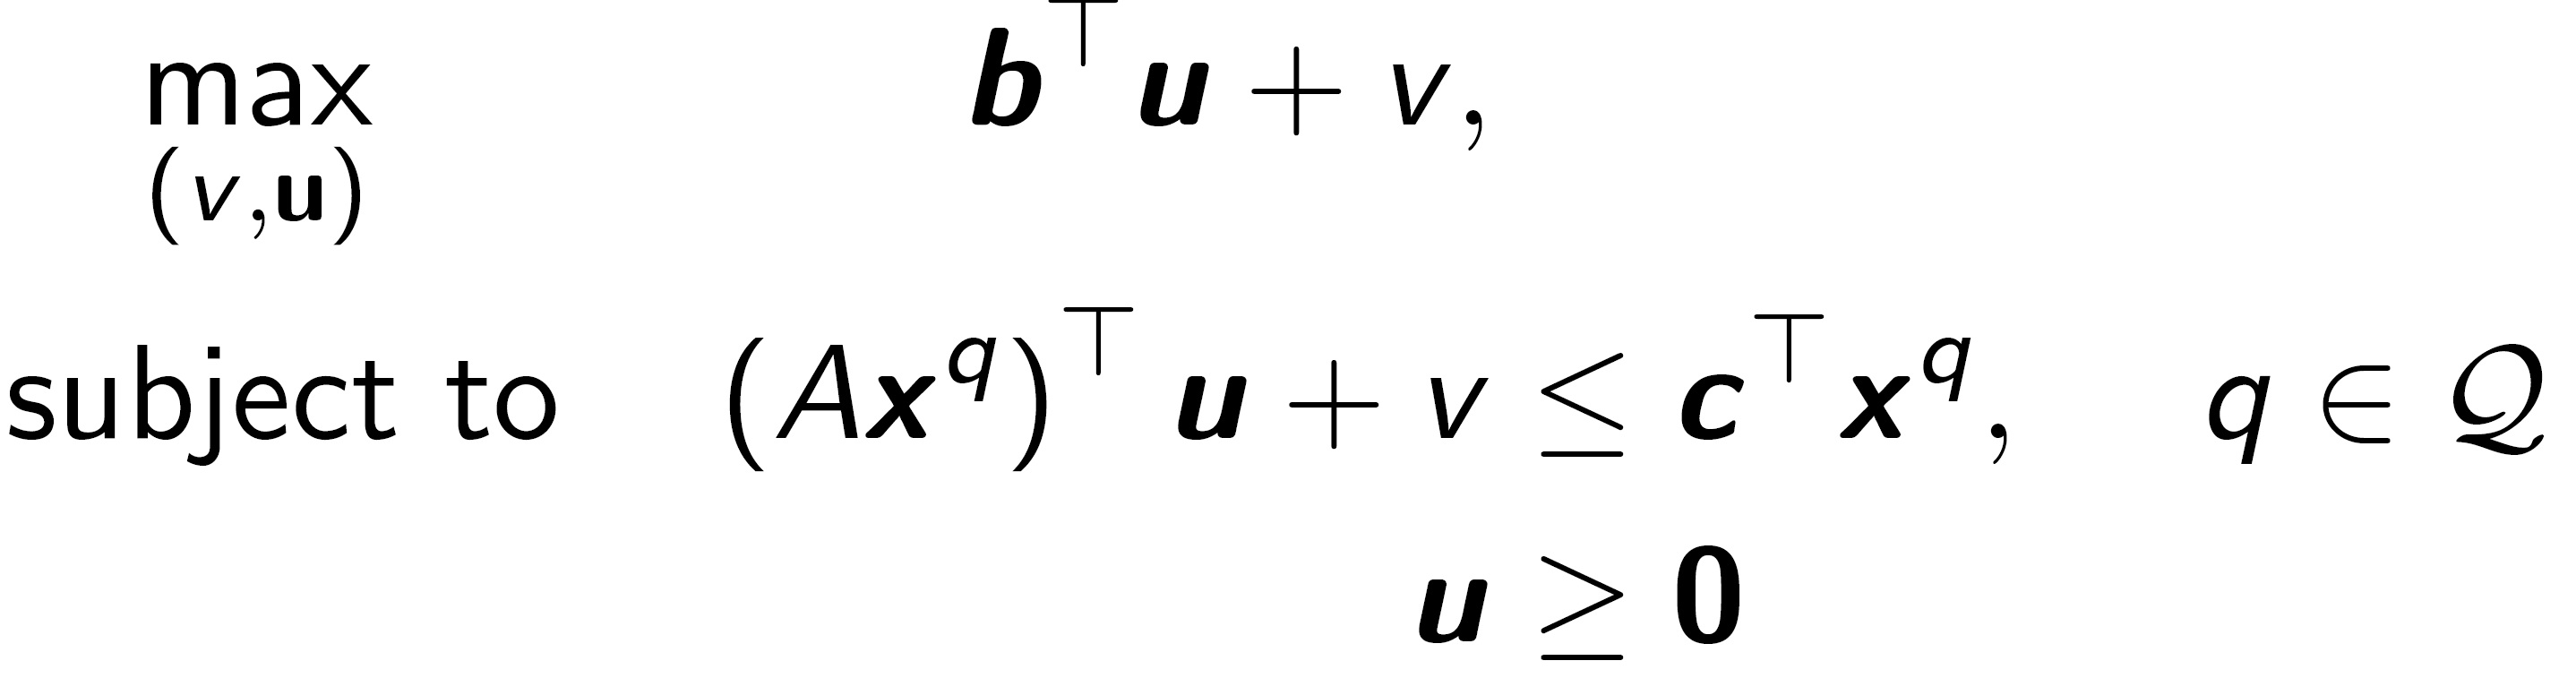 max b⊤u + v,
(v,u)
subject to (Ax^q)⊤u + v ≤ c⊤x^q, q ∈ 𝒬
u ≥ 0